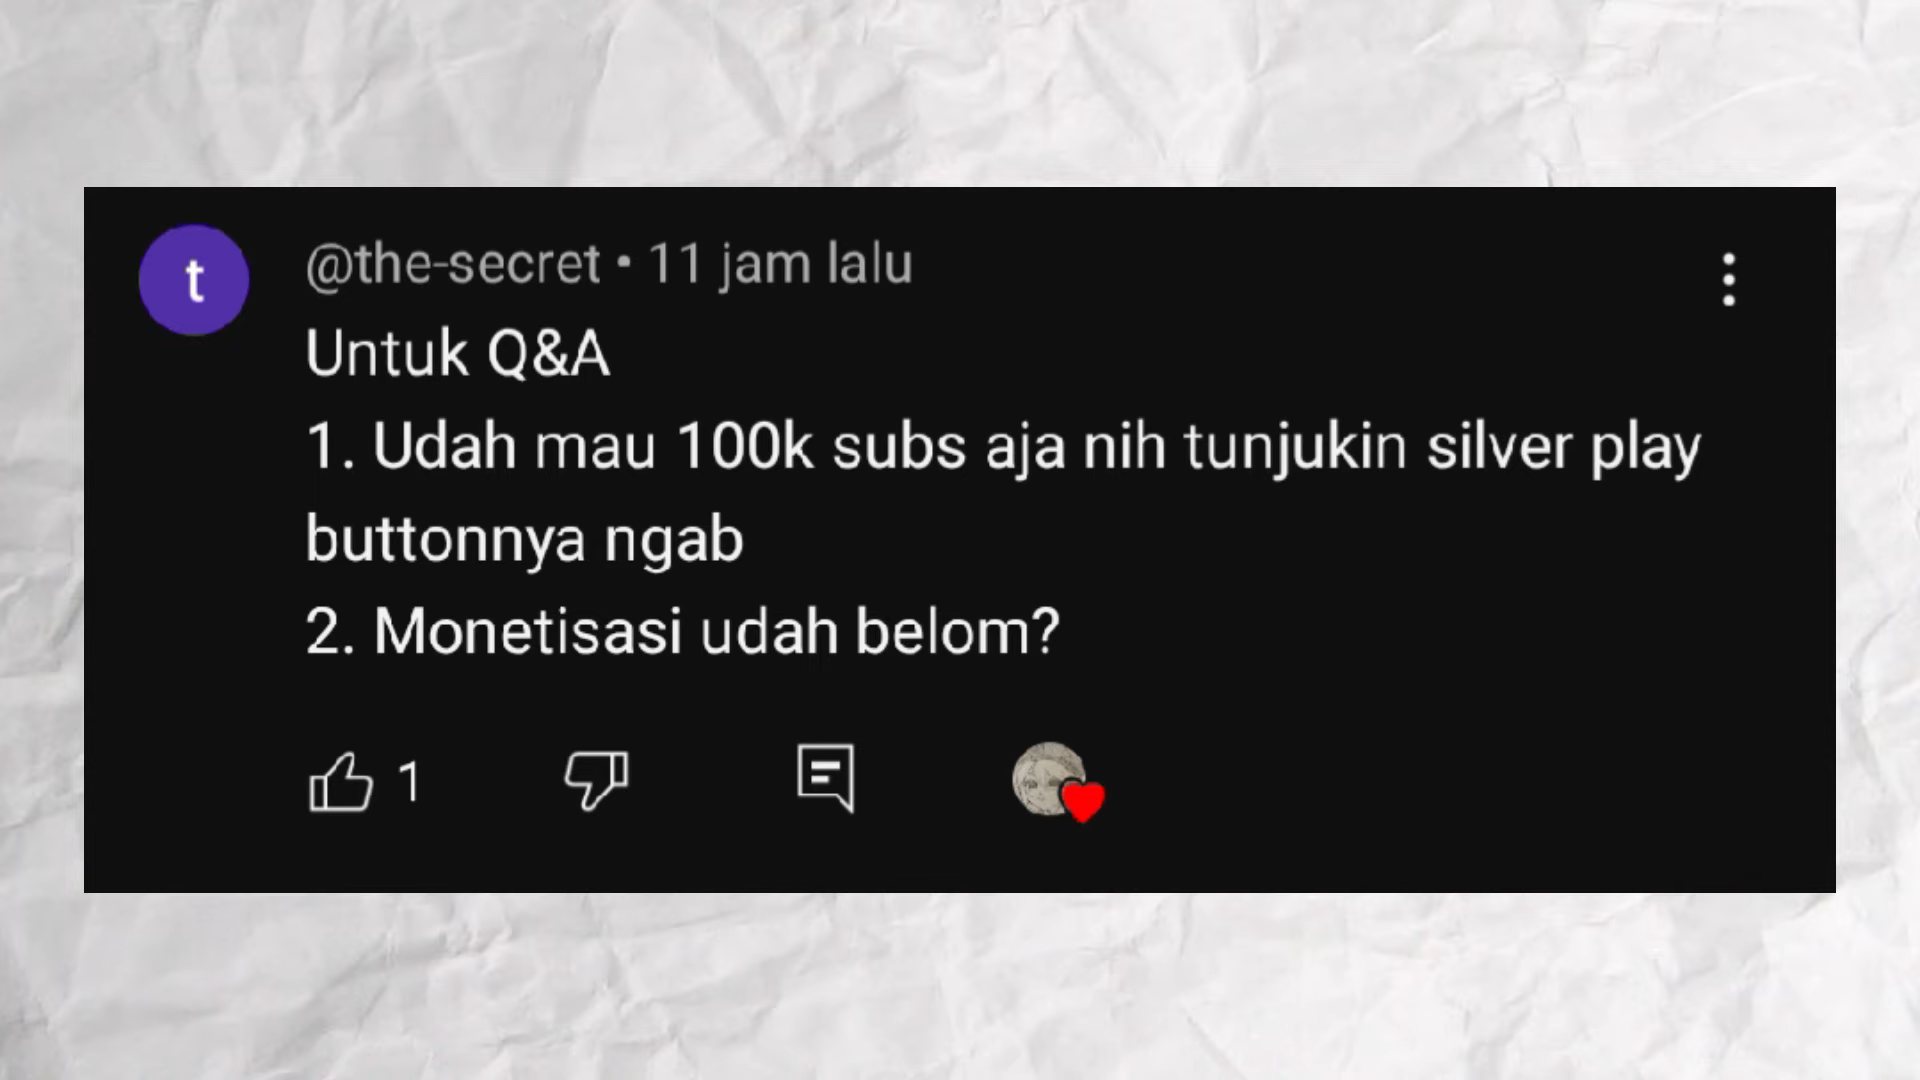 t
@the-secret • 11 jam lalu
Untuk Q&A
1. Udah mau 100k subs aja nih tunjukin silver play
buttonnya ngab
2. Monetisasi udah belom?
1